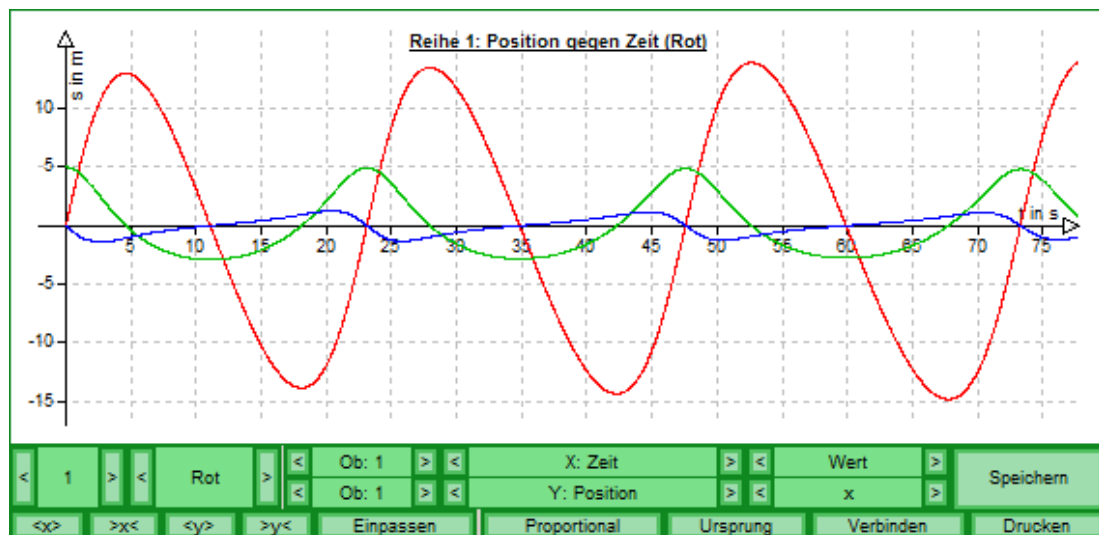 Reihe 1: Position gegen Zeit (Rot)
s in m
10
5
-5
-10
-15
t in s
5 10 15 20 25 30 35 40 45 50 55 60 65 70 75
< 1 > < Rot > < Ob: 1 > < X: Zeit > < Wert > Speichern
< Ob: 1 > < Y: Position > < x >
<x> >x< <y> >y< Einpassen Proportional Ursprung Verbinden Drucken